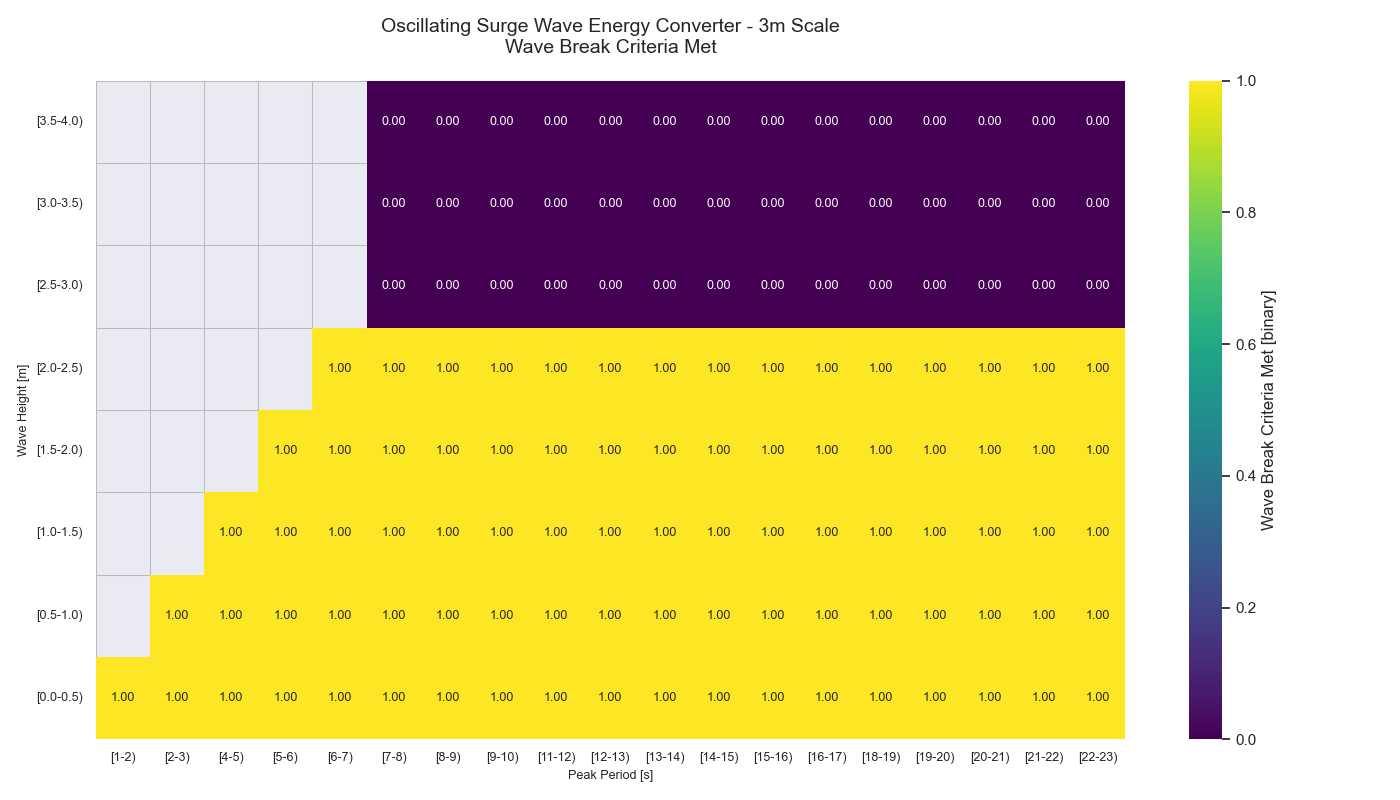 Oscillating Surge Wave Energy Converter - 3m Scale
Wave Break Criteria Met
[3.5-4.0) 0.00 0.00 0.00 0.00 0.00 0.00 0.00 0.00 0.00 0.00 0.00 0.00 0.00 0.00
[3.0-3.5) 0.00 0.00 0.00 0.00 0.00 0.00 0.00 0.00 0.00 0.00 0.00 0.00 0.00 0.00
[2.5-3.0) 0.00 0.00 0.00 0.00 0.00 0.00 0.00 0.00 0.00 0.00 0.00 0.00 0.00 0.00
[2.0-2.5) 1.00 1.00 1.00 1.00 1.00 1.00 1.00 1.00 1.00 1.00 1.00 1.00 1.00 1.00 1.00
[1.5-2.0) 1.00 1.00 1.00 1.00 1.00 1.00 1.00 1.00 1.00 1.00 1.00 1.00 1.00 1.00 1.00 1.00
[1.0-1.5) 1.00 1.00 1.00 1.00 1.00 1.00 1.00 1.00 1.00 1.00 1.00 1.00 1.00 1.00 1.00 1.00 1.00
[0.5-1.0) 1.00 1.00 1.00 1.00 1.00 1.00 1.00 1.00 1.00 1.00 1.00 1.00 1.00 1.00 1.00 1.00 1.00 1.00
[0.0-0.5) 1.00 1.00 1.00 1.00 1.00 1.00 1.00 1.00 1.00 1.00 1.00 1.00 1.00 1.00 1.00 1.00 1.00 1.00 1.00
[1-2) [2-3) [4-5) [5-6) [6-7) [7-8) [8-9) [9-10) [11-12) [12-13) [13-14) [14-15) [15-16) [16-17) [18-19) [19-20) [20-21) [21-22) [22-23)
Peak Period [s]
Wave Height [m]
1.0
0.8
0.6
0.4
0.2
0.0
Wave Break Criteria Met [binary]